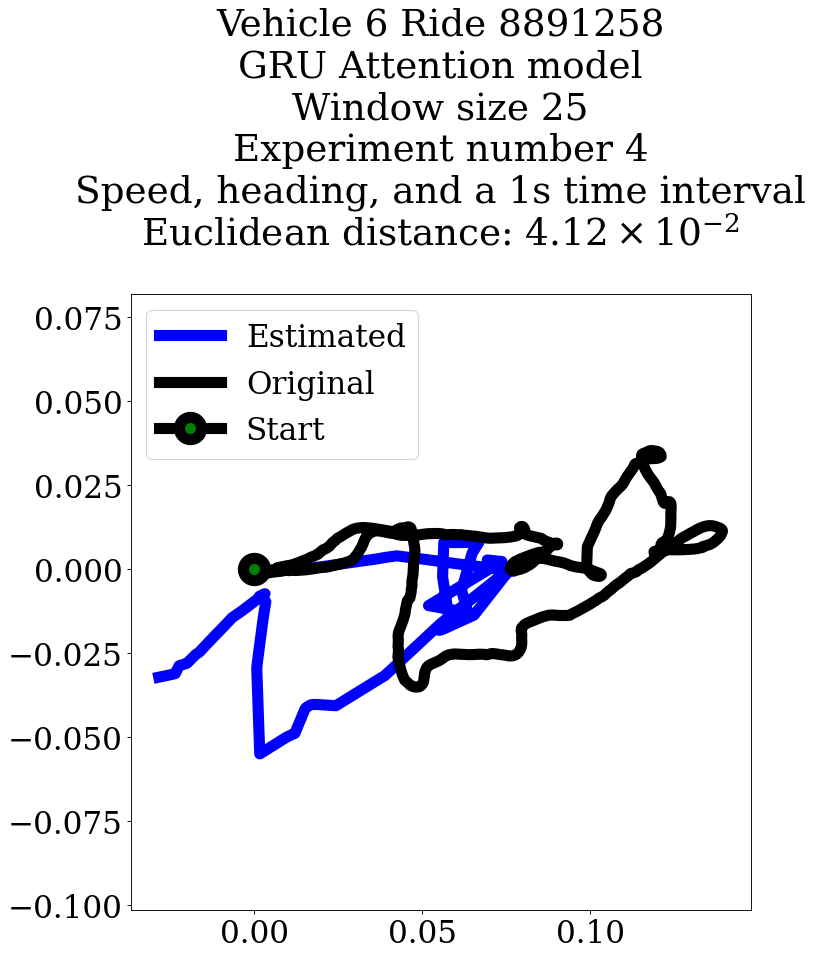 Vehicle 6 Ride 8891258
GRU Attention model
Window size 25
Experiment number 4
Speed, heading, and a 1s time interval
Euclidean distance: 4.12 × 10⁻²
Estimated
Original
Start
0.075
0.050
0.025
0.000
−0.025
−0.050
−0.075
−0.100
0.00 0.05 0.10